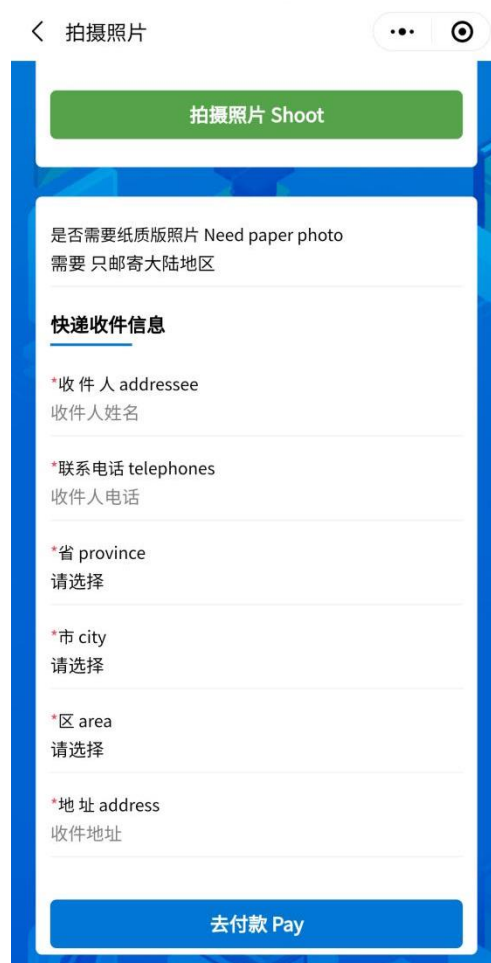 拍摄照片
拍摄照片 Shoot
是否需要纸质版照片 Need paper photo
需要 只邮寄大陆地区
快递收件信息
*收 件 人 addressee
收件人姓名
*联系电话 telephones
收件人电话
*省 province
请选择
*市 city
请选择
*区 area
请选择
*地 址 address
收件地址
去付款 Pay